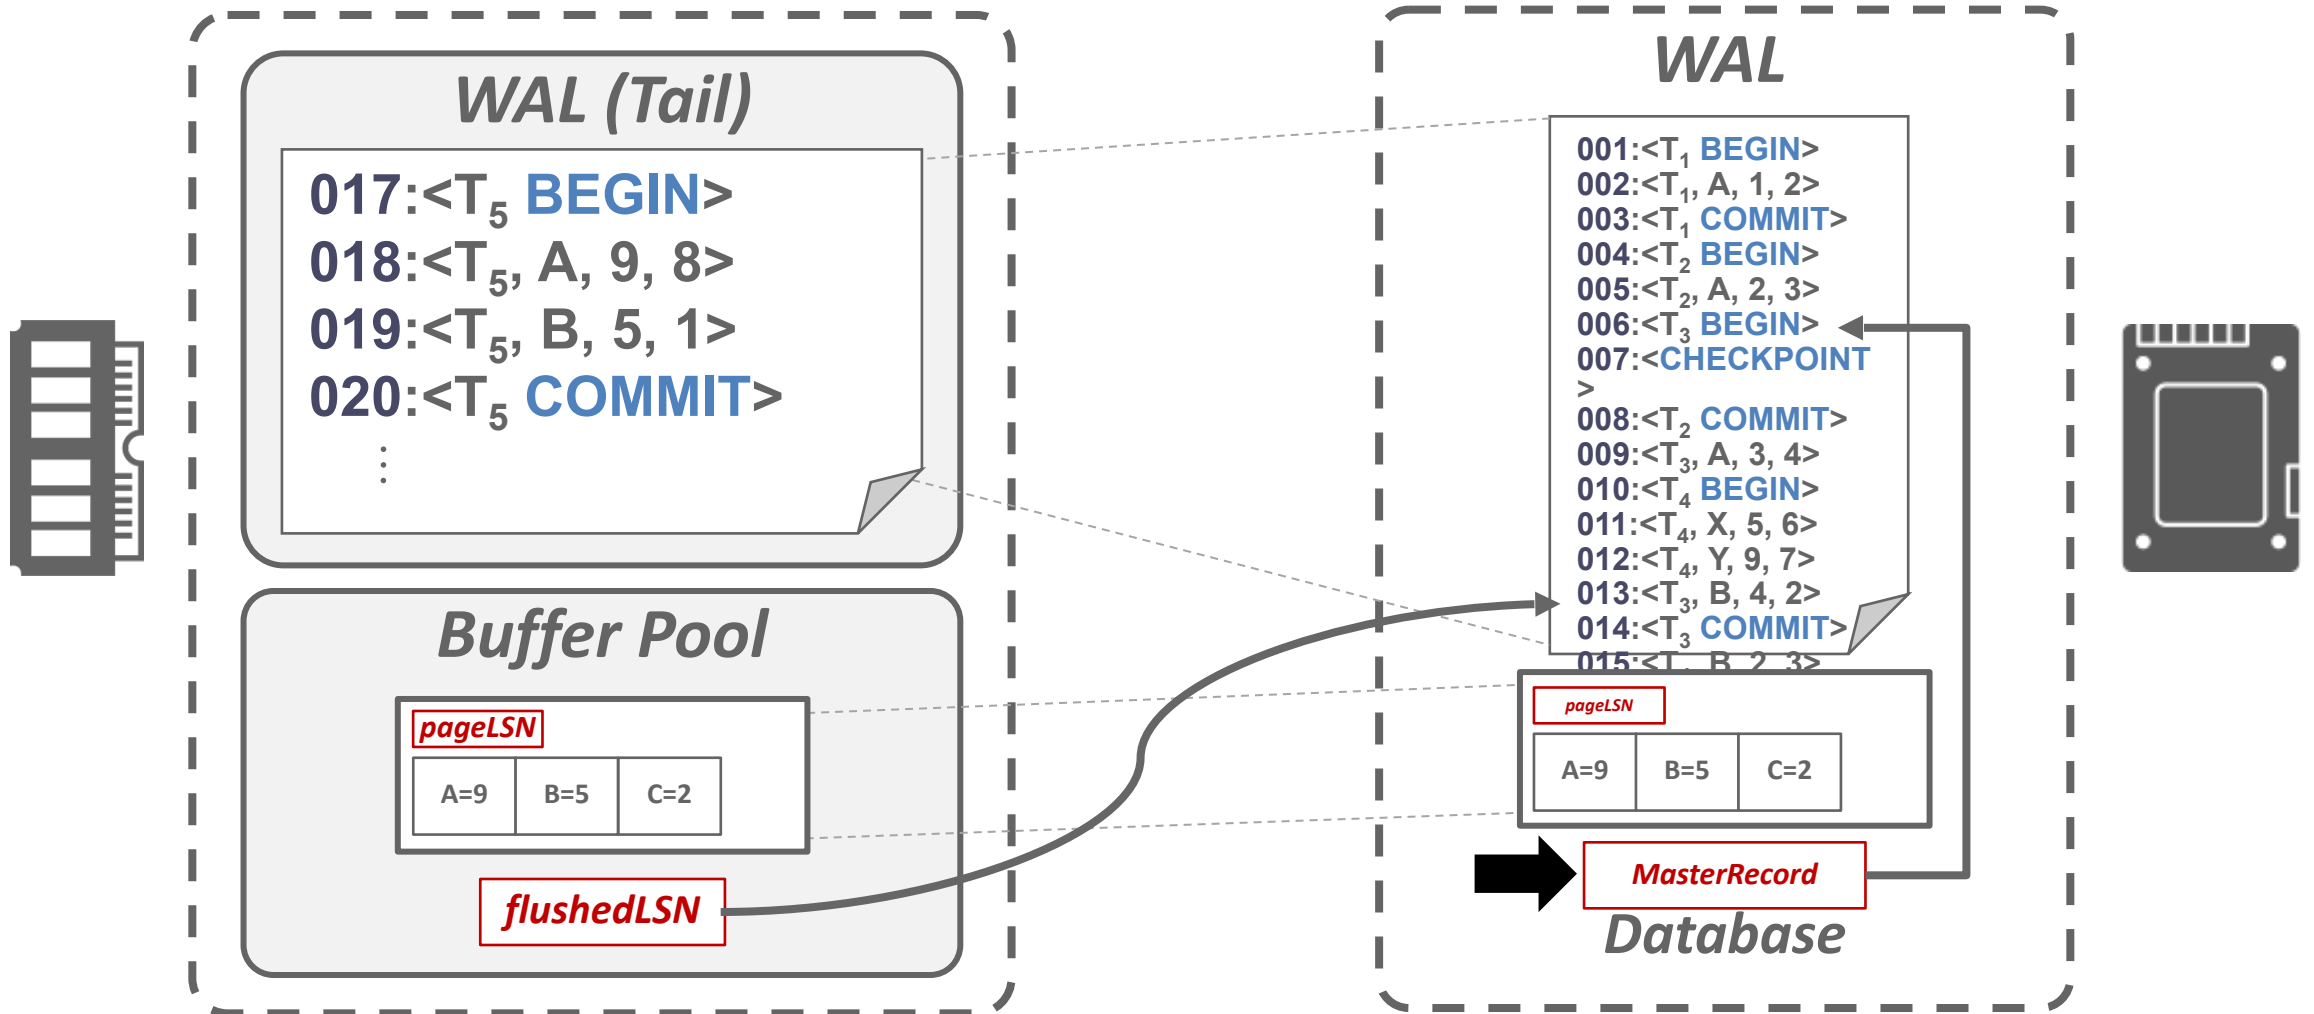 WAL (Tail)
017:<T5 BEGIN>
018:<T5, A, 9, 8>
019:<T5, B, 5, 1>
020:<T5 COMMIT>
⋮
Buffer Pool
pageLSN
A=9 B=5 C=2
flushedLSN
WAL
001:<T1 BEGIN>
002:<T1, A, 1, 2>
003:<T1 COMMIT>
004:<T2 BEGIN>
005:<T2, A, 2, 3>
006:<T3 BEGIN>
007:<CHECKPOINT
>
008:<T2 COMMIT>
009:<T3, A, 3, 4>
010:<T4 BEGIN>
011:<T4, X, 5, 6>
012:<T4, Y, 9, 7>
013:<T3, B, 4, 2>
014:<T3 COMMIT>
015:<T, B, 2, 3>
pageLSN
A=9 B=5 C=2
MasterRecord
Database